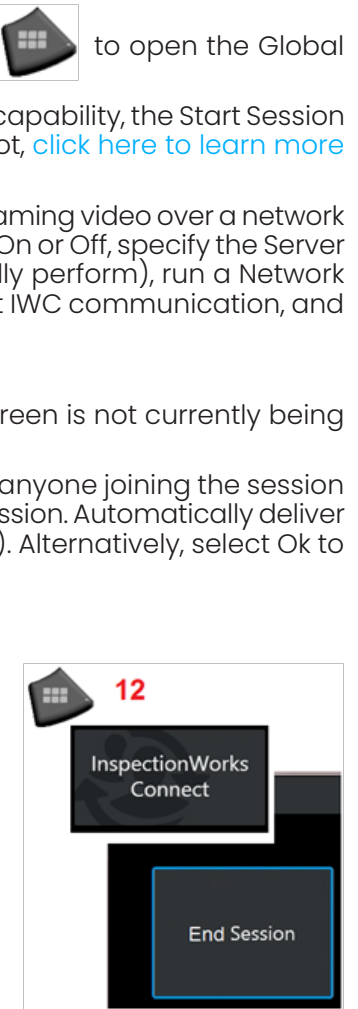 to open the Global
capability, the Start Session
ot, click here to learn more
aming video over a network
On or Off, specify the Server
lly perform), run a Network
t IWC communication, and
reen is not currently being
anyone joining the session
ssion. Automatically deliver
). Alternatively, select Ok to
12
InspectionWorks
Connect
End Session